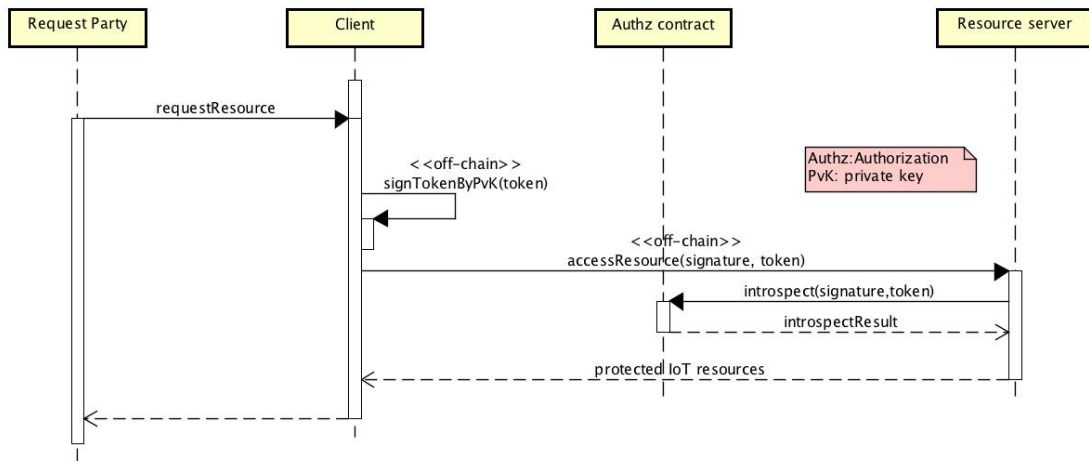 Request Party
Client
Authz contract
Resource server
requestResource
<<off-chain>>
signTokenByPvK(token)
Authz:Authorization
PvK: private key
<<off-chain>>
accessResource(signature, token)
introspect(signature,token)
introspectResult
protected IoT resources